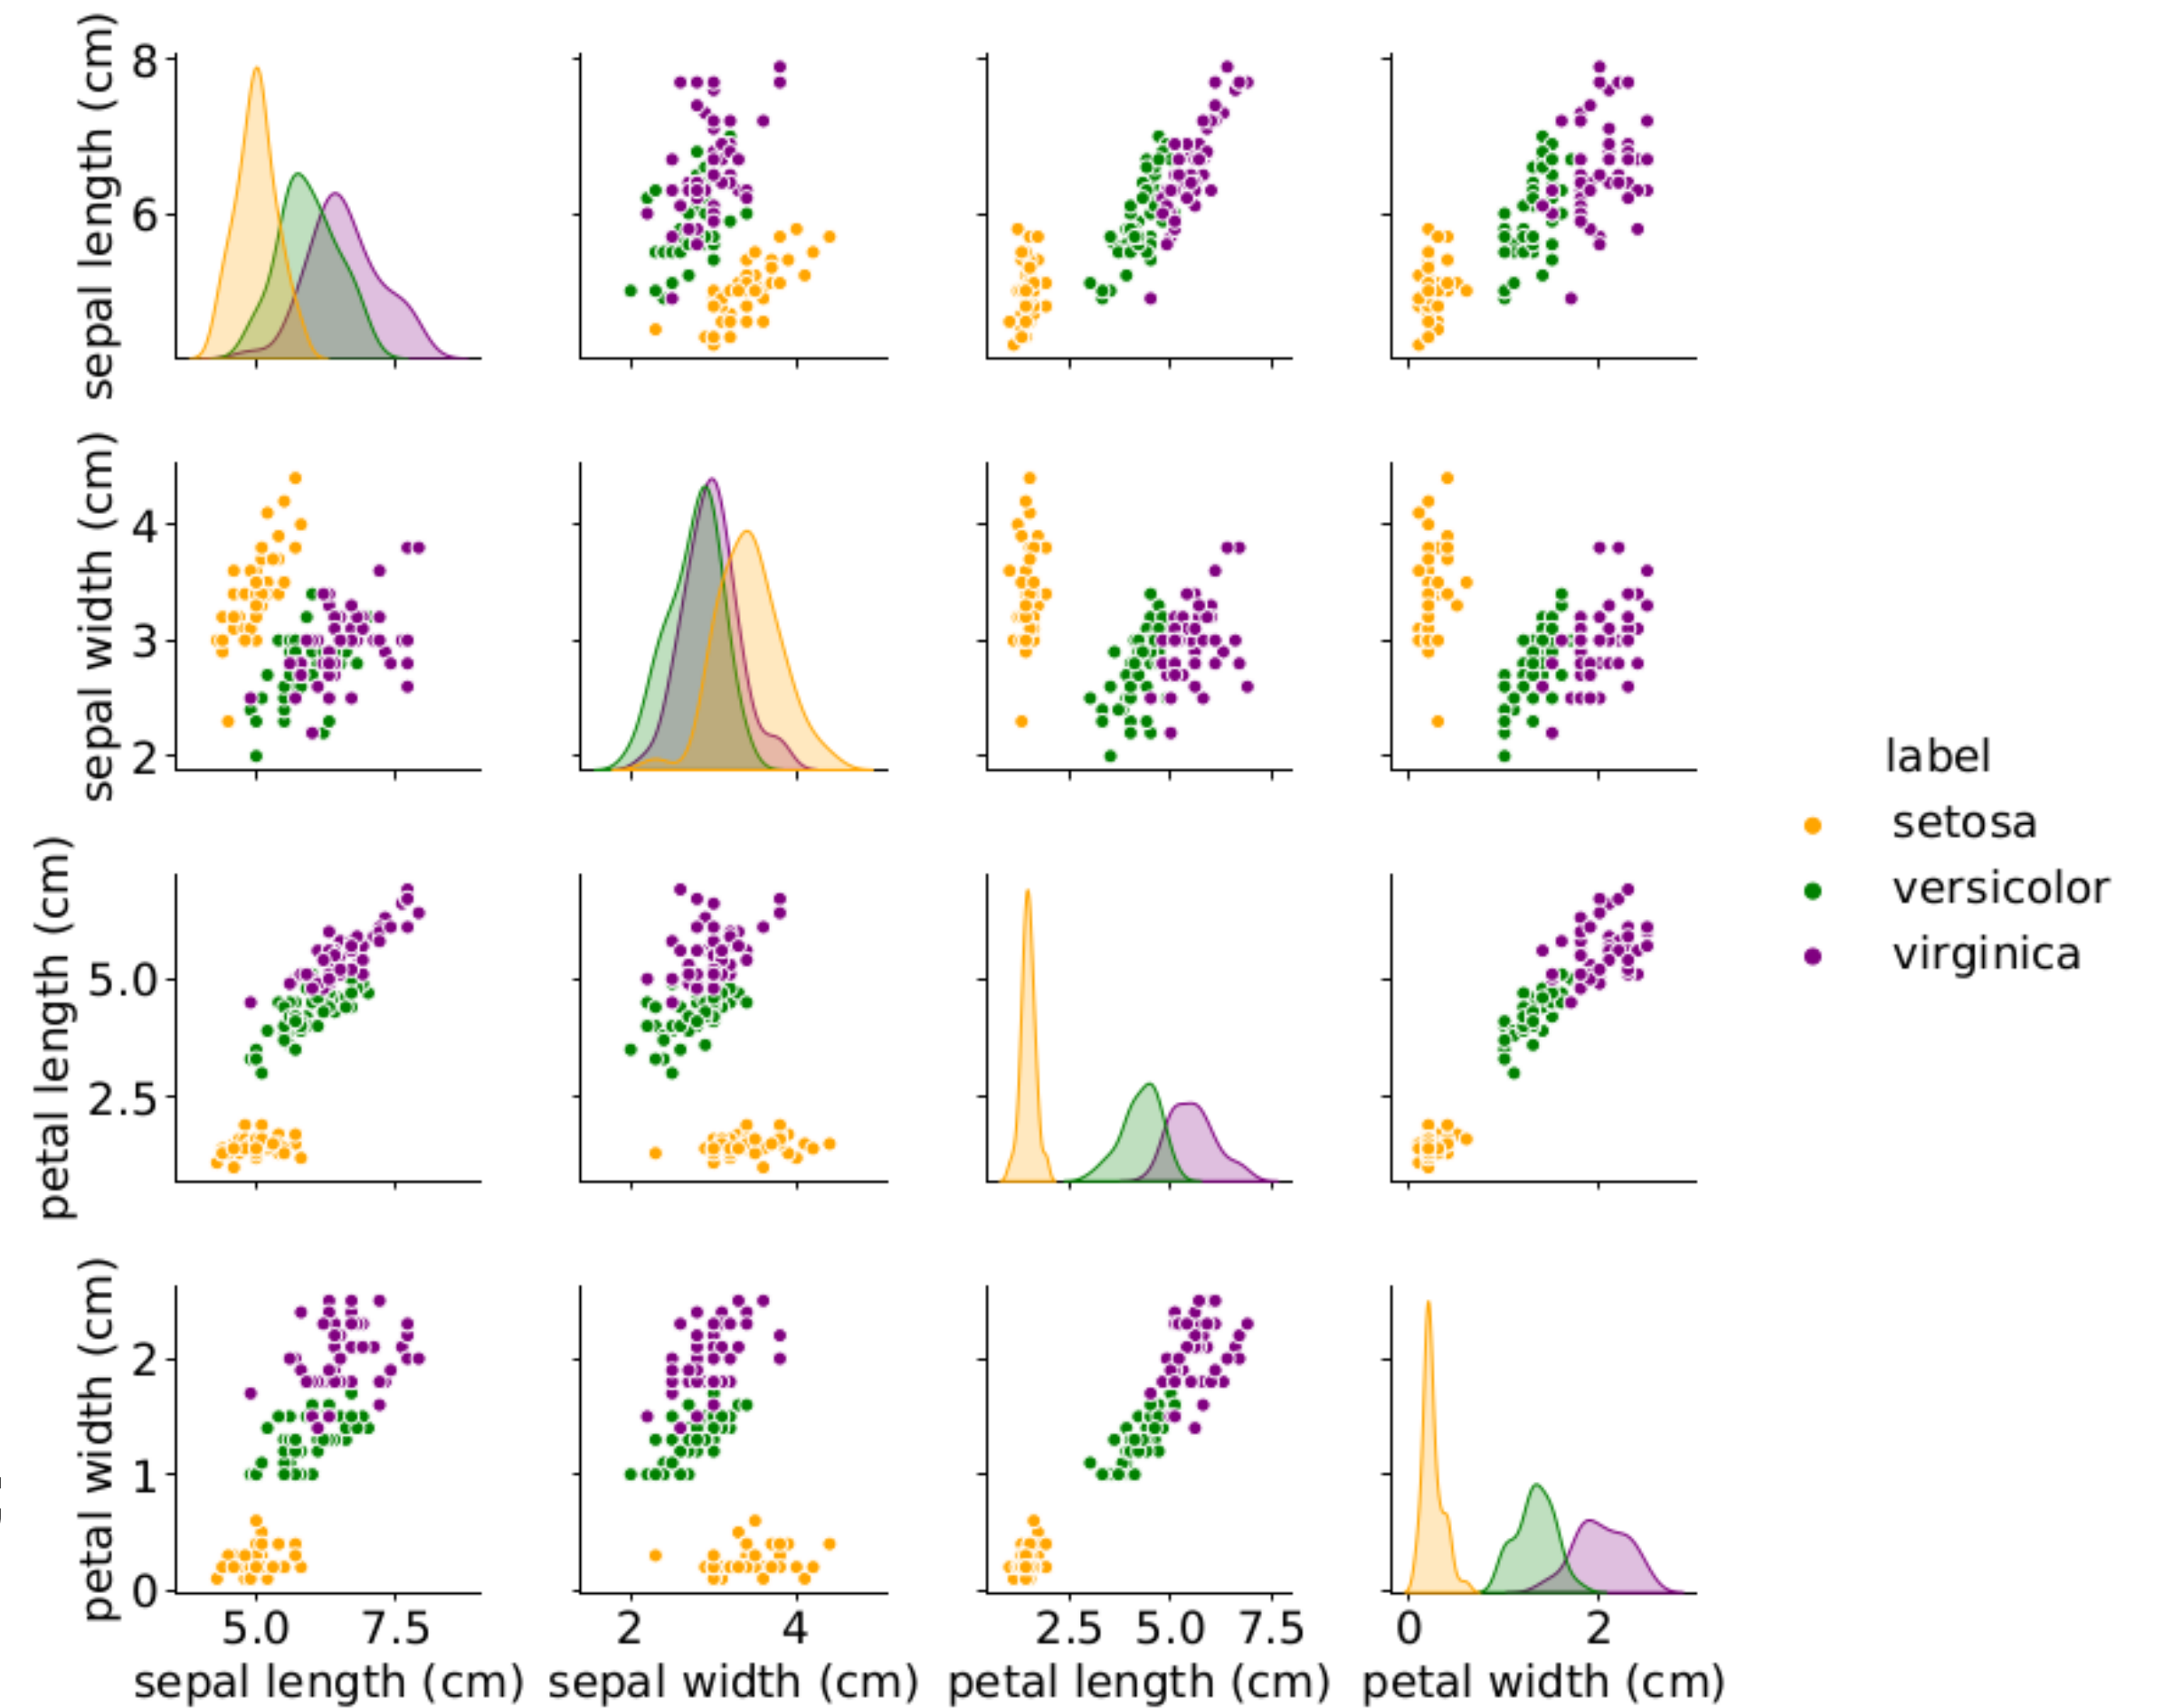 sepal length (cm)
8
6
sepal width (cm)
4
3
2
label
setosa
versicolor
virginica
petal length (cm)
5.0
2.5
petal width (cm)
2
1
0
5.0 7.5 2 4 2.5 5.0 7.5 0 2
sepal length (cm) sepal width (cm) petal length (cm) petal width (cm)